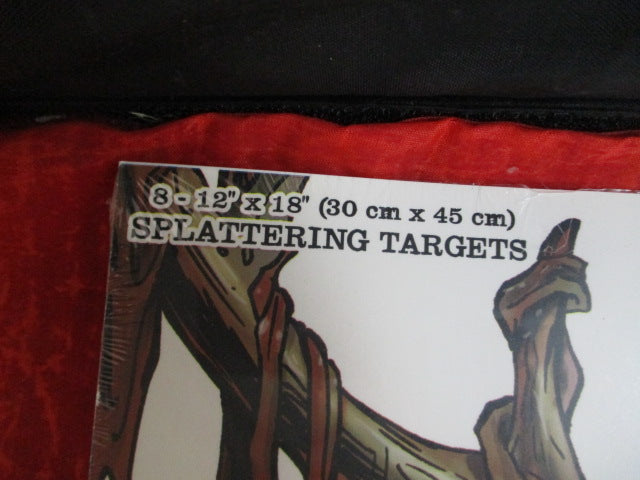 8 - 12" x 18" (30 cm x 45 cm)
SPLATTERING TARGETS